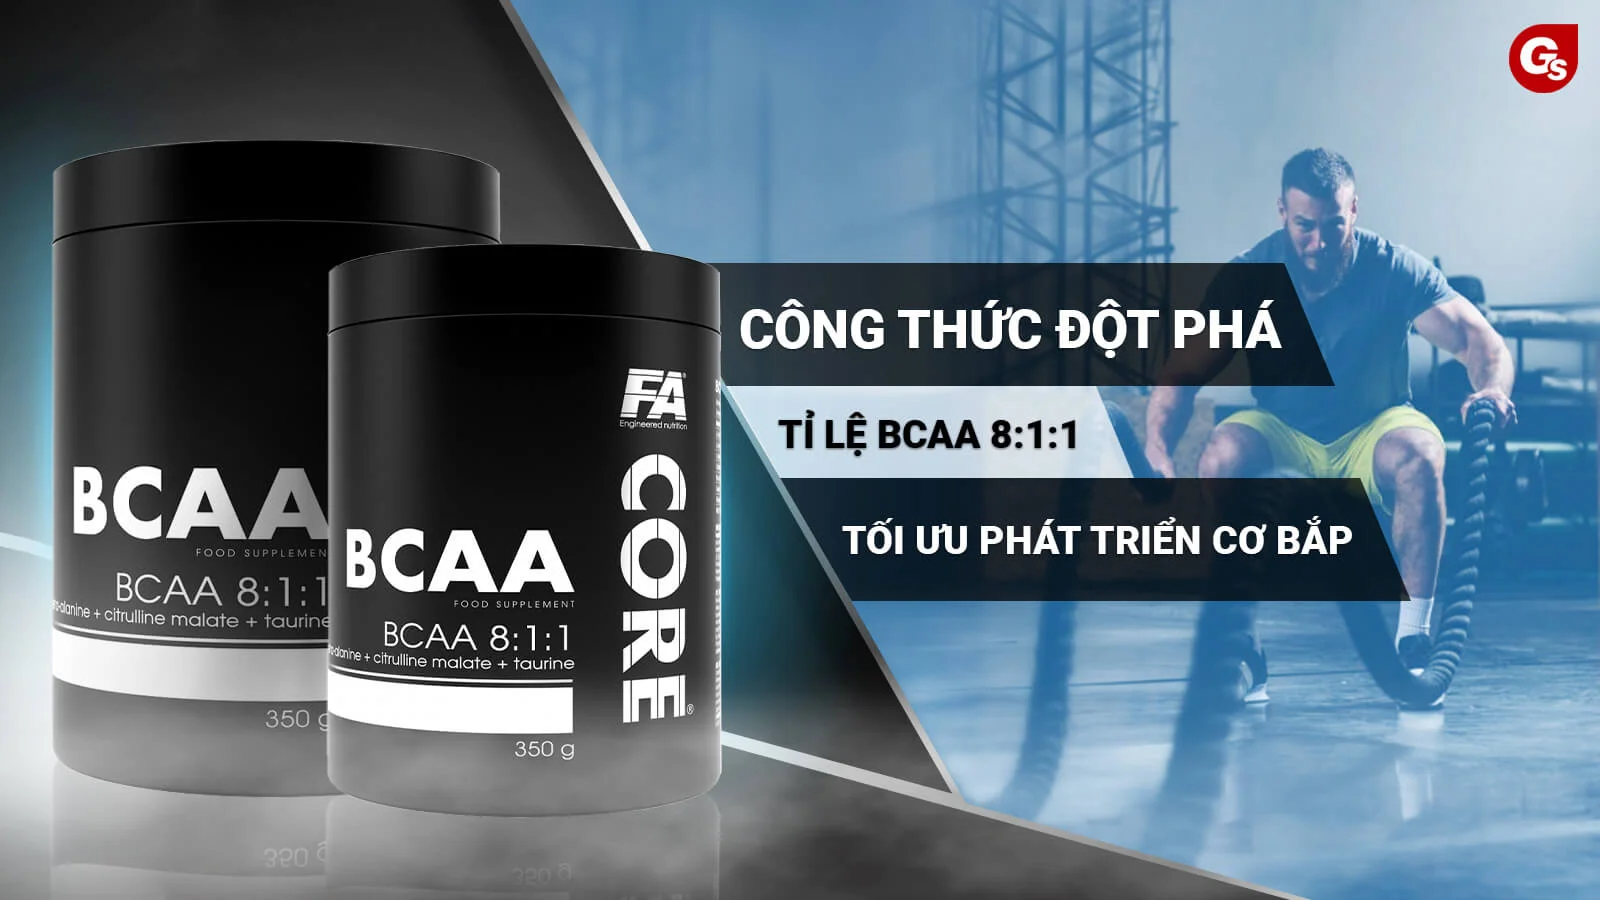 GS
CÔNG THỨC ĐỘT PHÁ
TỈ LỆ BCAA 8:1:1
TỐI ƯU PHÁT TRIỂN CƠ BẮP
BCAA
FOOD SUPPLEMENT
BCAA 8:1:1
-alanine + citrulline malate + taurine
350 g
FA
Engineered nutrition
CORE®
BCAA
FOOD SUPPLEMENT
BCAA 8:1:1
-alanine + citrulline malate + taurine
350 g